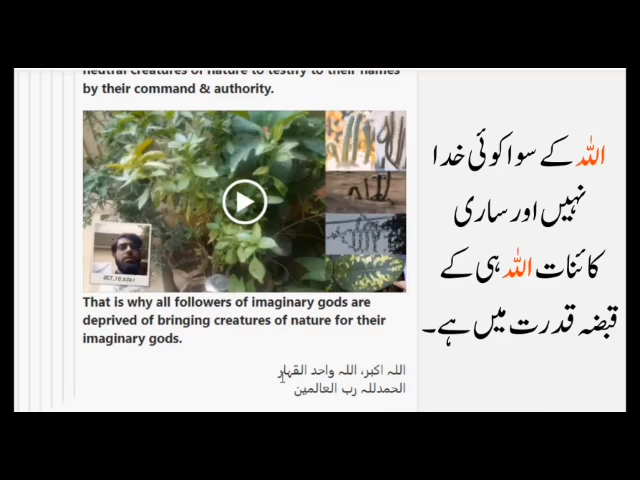 neutral creatures of nature to testify to their names
by their command & authority.
That is why all followers of imaginary gods are
deprived of bringing creatures of nature for their
imaginary gods.
اللہ اکبر، اللہ واحد القہار
الحمدللہ رب العالمین
اللہ کے سوا کوئی خدا
نہیں اور ساری
کائنات اللہ ہی کے
قبضہ قدرت میں ہے۔